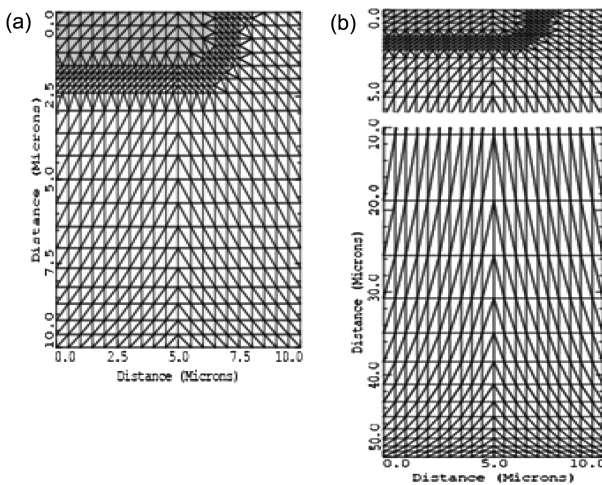 (a)
0.0
2.5
5.0
7.5
10.0
Distance (Microns)
0.0 2.5 5.0 7.5 10.0
Distance (Microns)
(b)
0.0
5.0
10.0
20.0
30.0
40.0
50.0
Distance (Microns)
0.0 5.0 10.0
Distance (Microns)